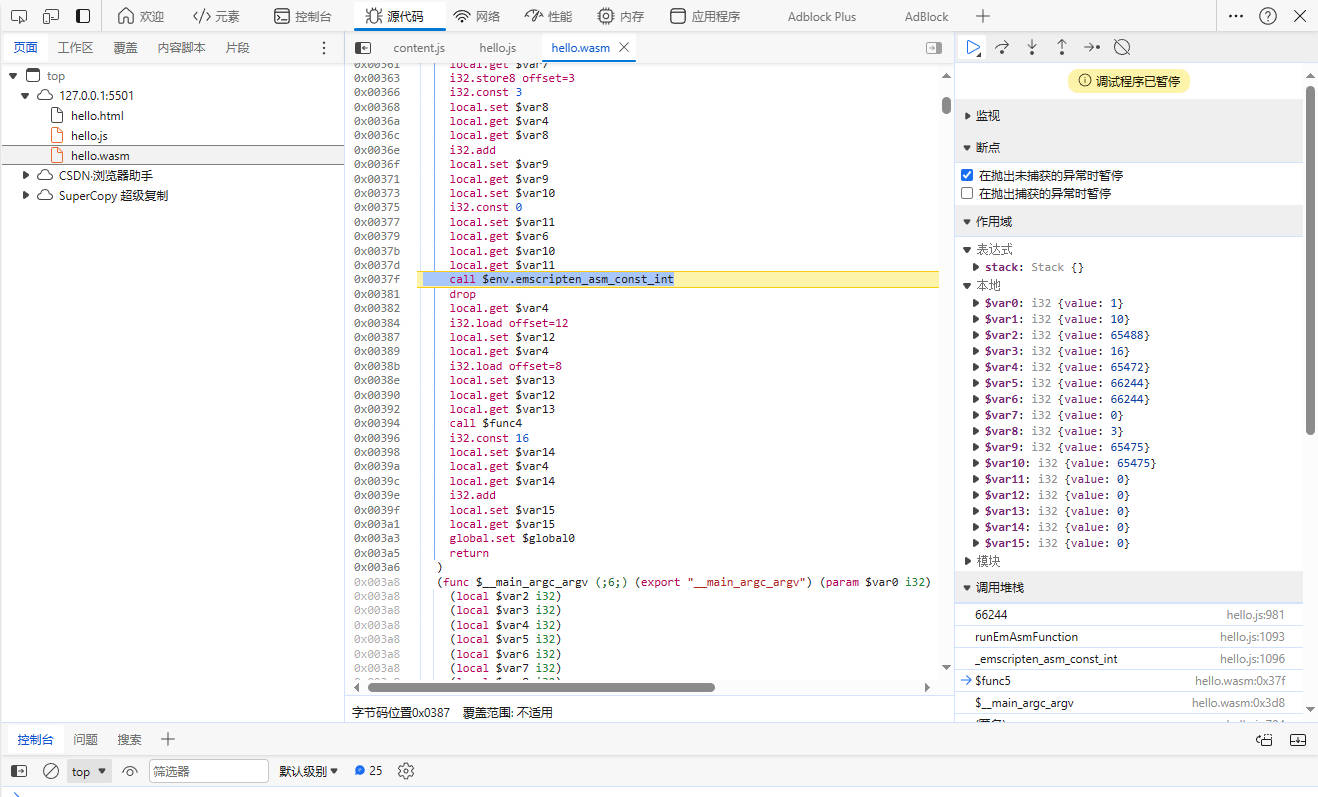 欢迎 元素 控制台 源代码 网络 性能 内存 应用程序 Adblock Plus AdBlock
页面 工作区 覆盖 内容脚本 片段
content.js hello.js hello.wasm
top
127.0.0.1:5501
hello.html
hello.js
hello.wasm
CSDN·浏览器助手
SuperCopy 超级复制
0x00361 local.get $var7
0x00363 i32.store8 offset=3
0x00366 i32.const 3
0x00368 local.set $var8
0x0036a local.get $var4
0x0036c local.get $var8
0x0036e i32.add
0x0036f local.set $var9
0x00371 local.get $var9
0x00373 local.set $var10
0x00375 i32.const 0
0x00377 local.set $var11
0x00379 local.get $var6
0x0037b local.get $var10
0x0037d local.get $var11
0x0037f call $env.emscripten_asm_const_int
0x00381 drop
0x00382 local.get $var4
0x00384 i32.load offset=12
0x00387 local.set $var12
0x00389 local.get $var4
0x0038b i32.load offset=8
0x0038e local.set $var13
0x00390 local.get $var12
0x00392 local.get $var13
0x00394 call $func4
0x00396 i32.const 16
0x00398 local.set $var14
0x0039a local.get $var4
0x0039c local.get $var14
0x0039e i32.add
0x0039f local.set $var15
0x003a1 local.get $var15
0x003a3 global.set $global0
0x003a5 return
0x003a6 )
0x003a8 (func $__main_argc_argv (;6;) (export "__main_argc_argv") (param $var0 i32)
0x003a8 (local $var2 i32)
0x003a8 (local $var3 i32)
0x003a8 (local $var4 i32)
0x003a8 (local $var5 i32)
0x003a8 (local $var6 i32)
0x003a8 (local $var7 i32)
字节码位置0x0387 覆盖范围: 不适用
调试程序已暂停
监视
断点
在抛出未捕获的异常时暂停
在抛出捕获的异常时暂停
作用域
表达式
stack: Stack {}
本地
$var0: i32 {value: 1}
$var1: i32 {value: 10}
$var2: i32 {value: 65488}
$var3: i32 {value: 16}
$var4: i32 {value: 65472}
$var5: i32 {value: 66244}
$var6: i32 {value: 66244}
$var7: i32 {value: 0}
$var8: i32 {value: 3}
$var9: i32 {value: 65475}
$var10: i32 {value: 65475}
$var11: i32 {value: 0}
$var12: i32 {value: 0}
$var13: i32 {value: 0}
$var14: i32 {value: 0}
$var15: i32 {value: 0}
模块
调用堆栈
66244 hello.js:981
runEmAsmFunction hello.js:1093
_emscripten_asm_const_int hello.js:1096
$func5 hello.wasm:0x37f
$__main_argc_argv hello.wasm:0x3d8
控制台 问题 搜索
top 筛选器 默认级别 25